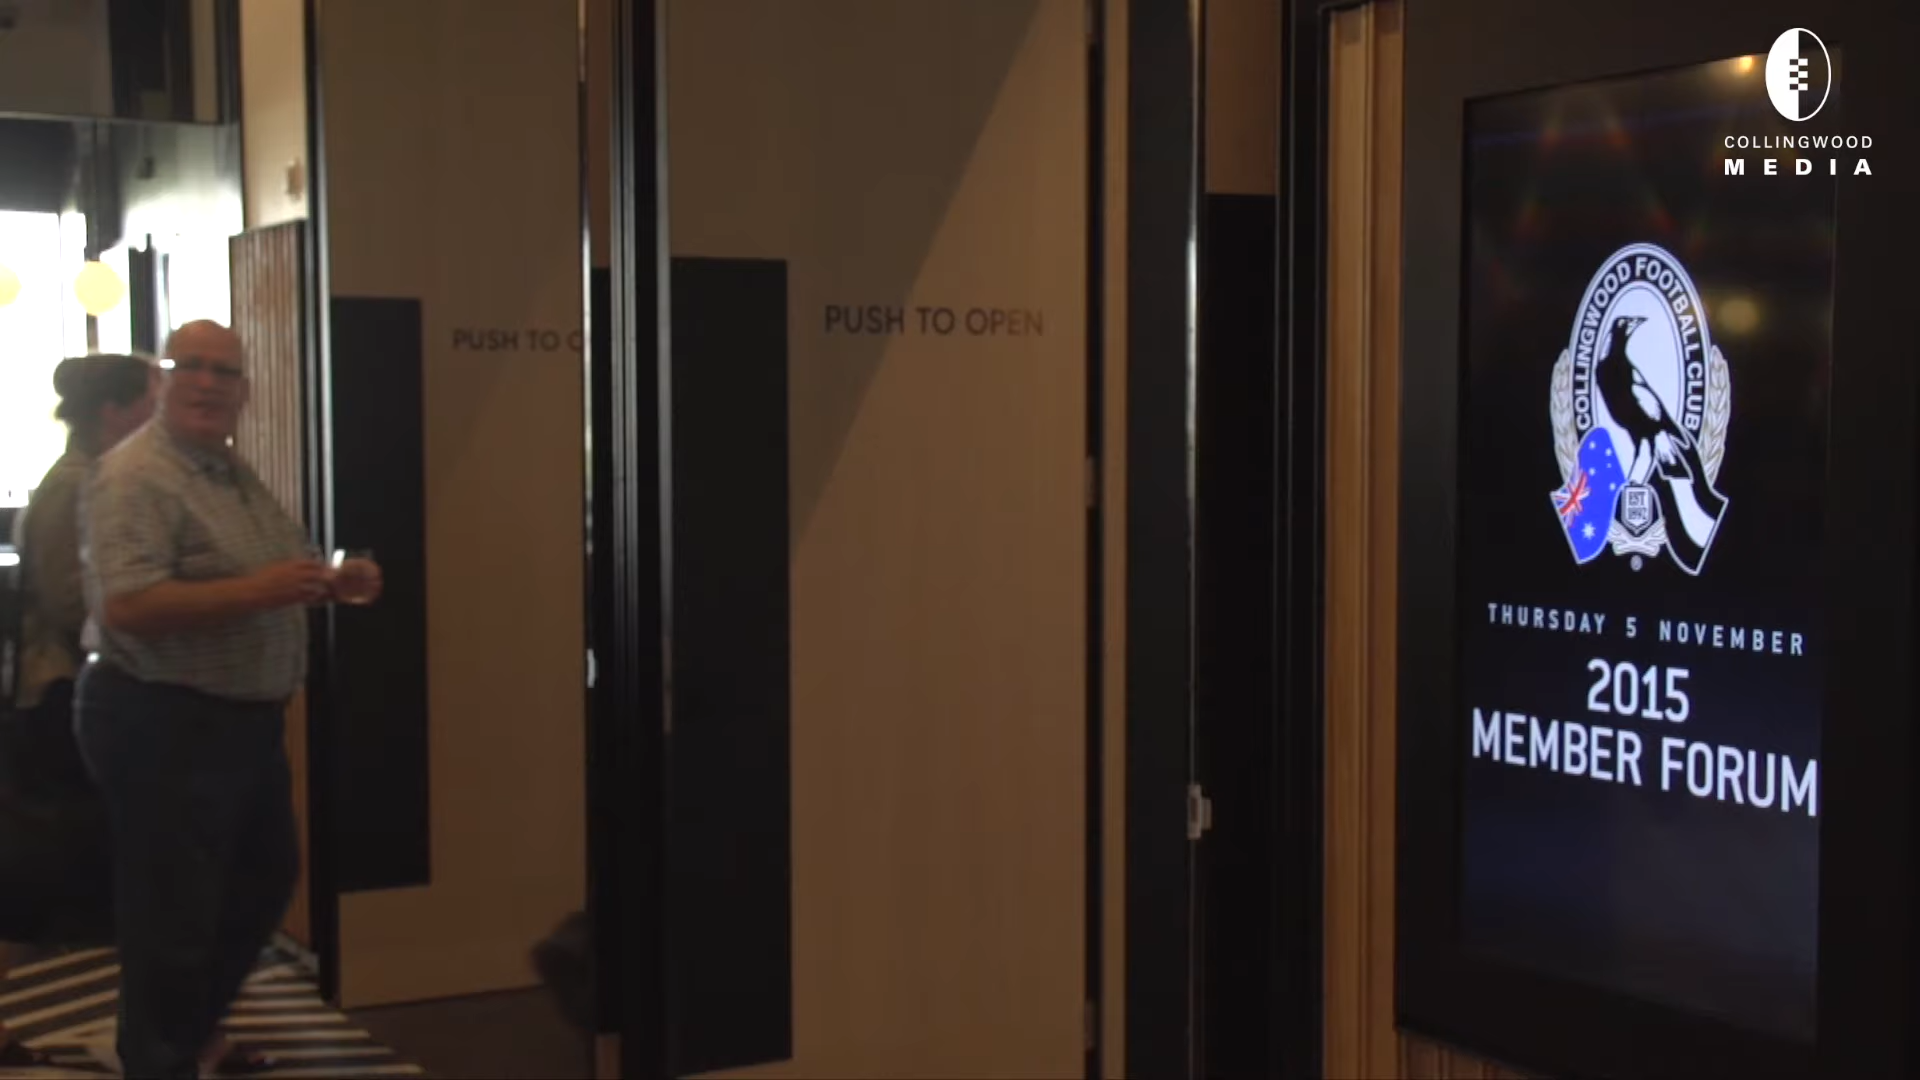 COLLINGWOOD
MEDIA
PUSH TO O
PUSH TO OPEN
COLLINGWOOD FOOTBALL CLUB
EST
1892
THURSDAY 5 NOVEMBER
2015
MEMBER FORUM